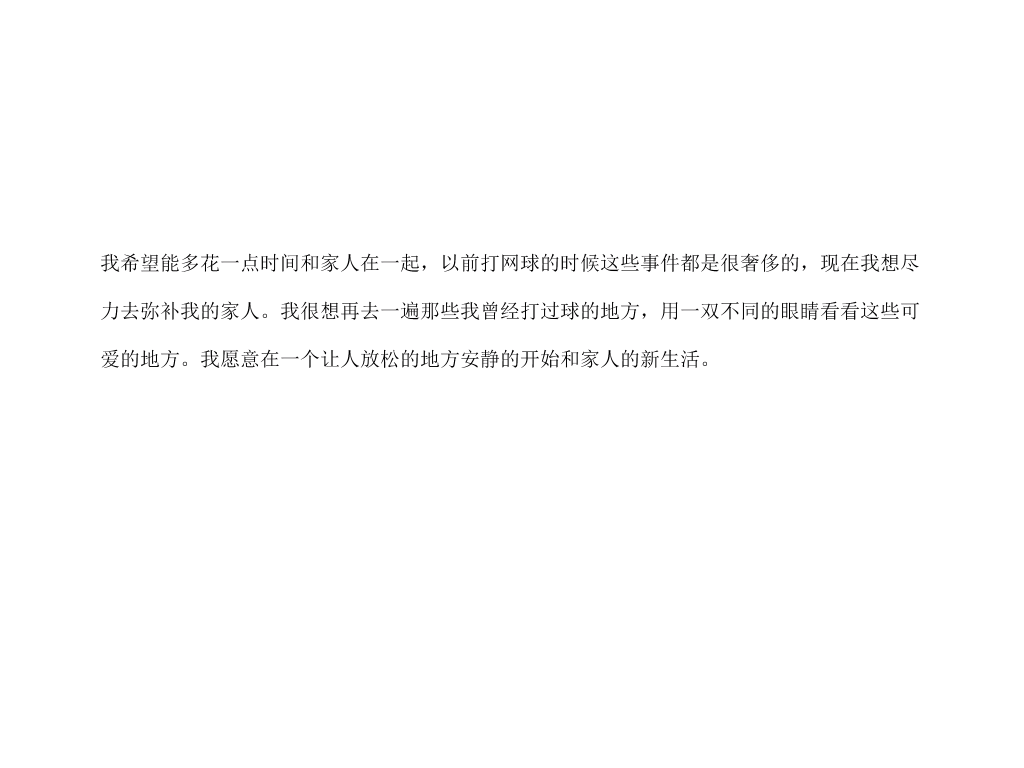 我希望能多花一点时间和家人在一起，以前打网球的时候这些事件都是很奢侈的，现在我想尽
力去弥补我的家人。我很想再去一遍那些我曾经打过球的地方，用一双不同的眼睛看看这些可
爱的地方。我愿意在一个让人放松的地方安静的开始和家人的新生活。